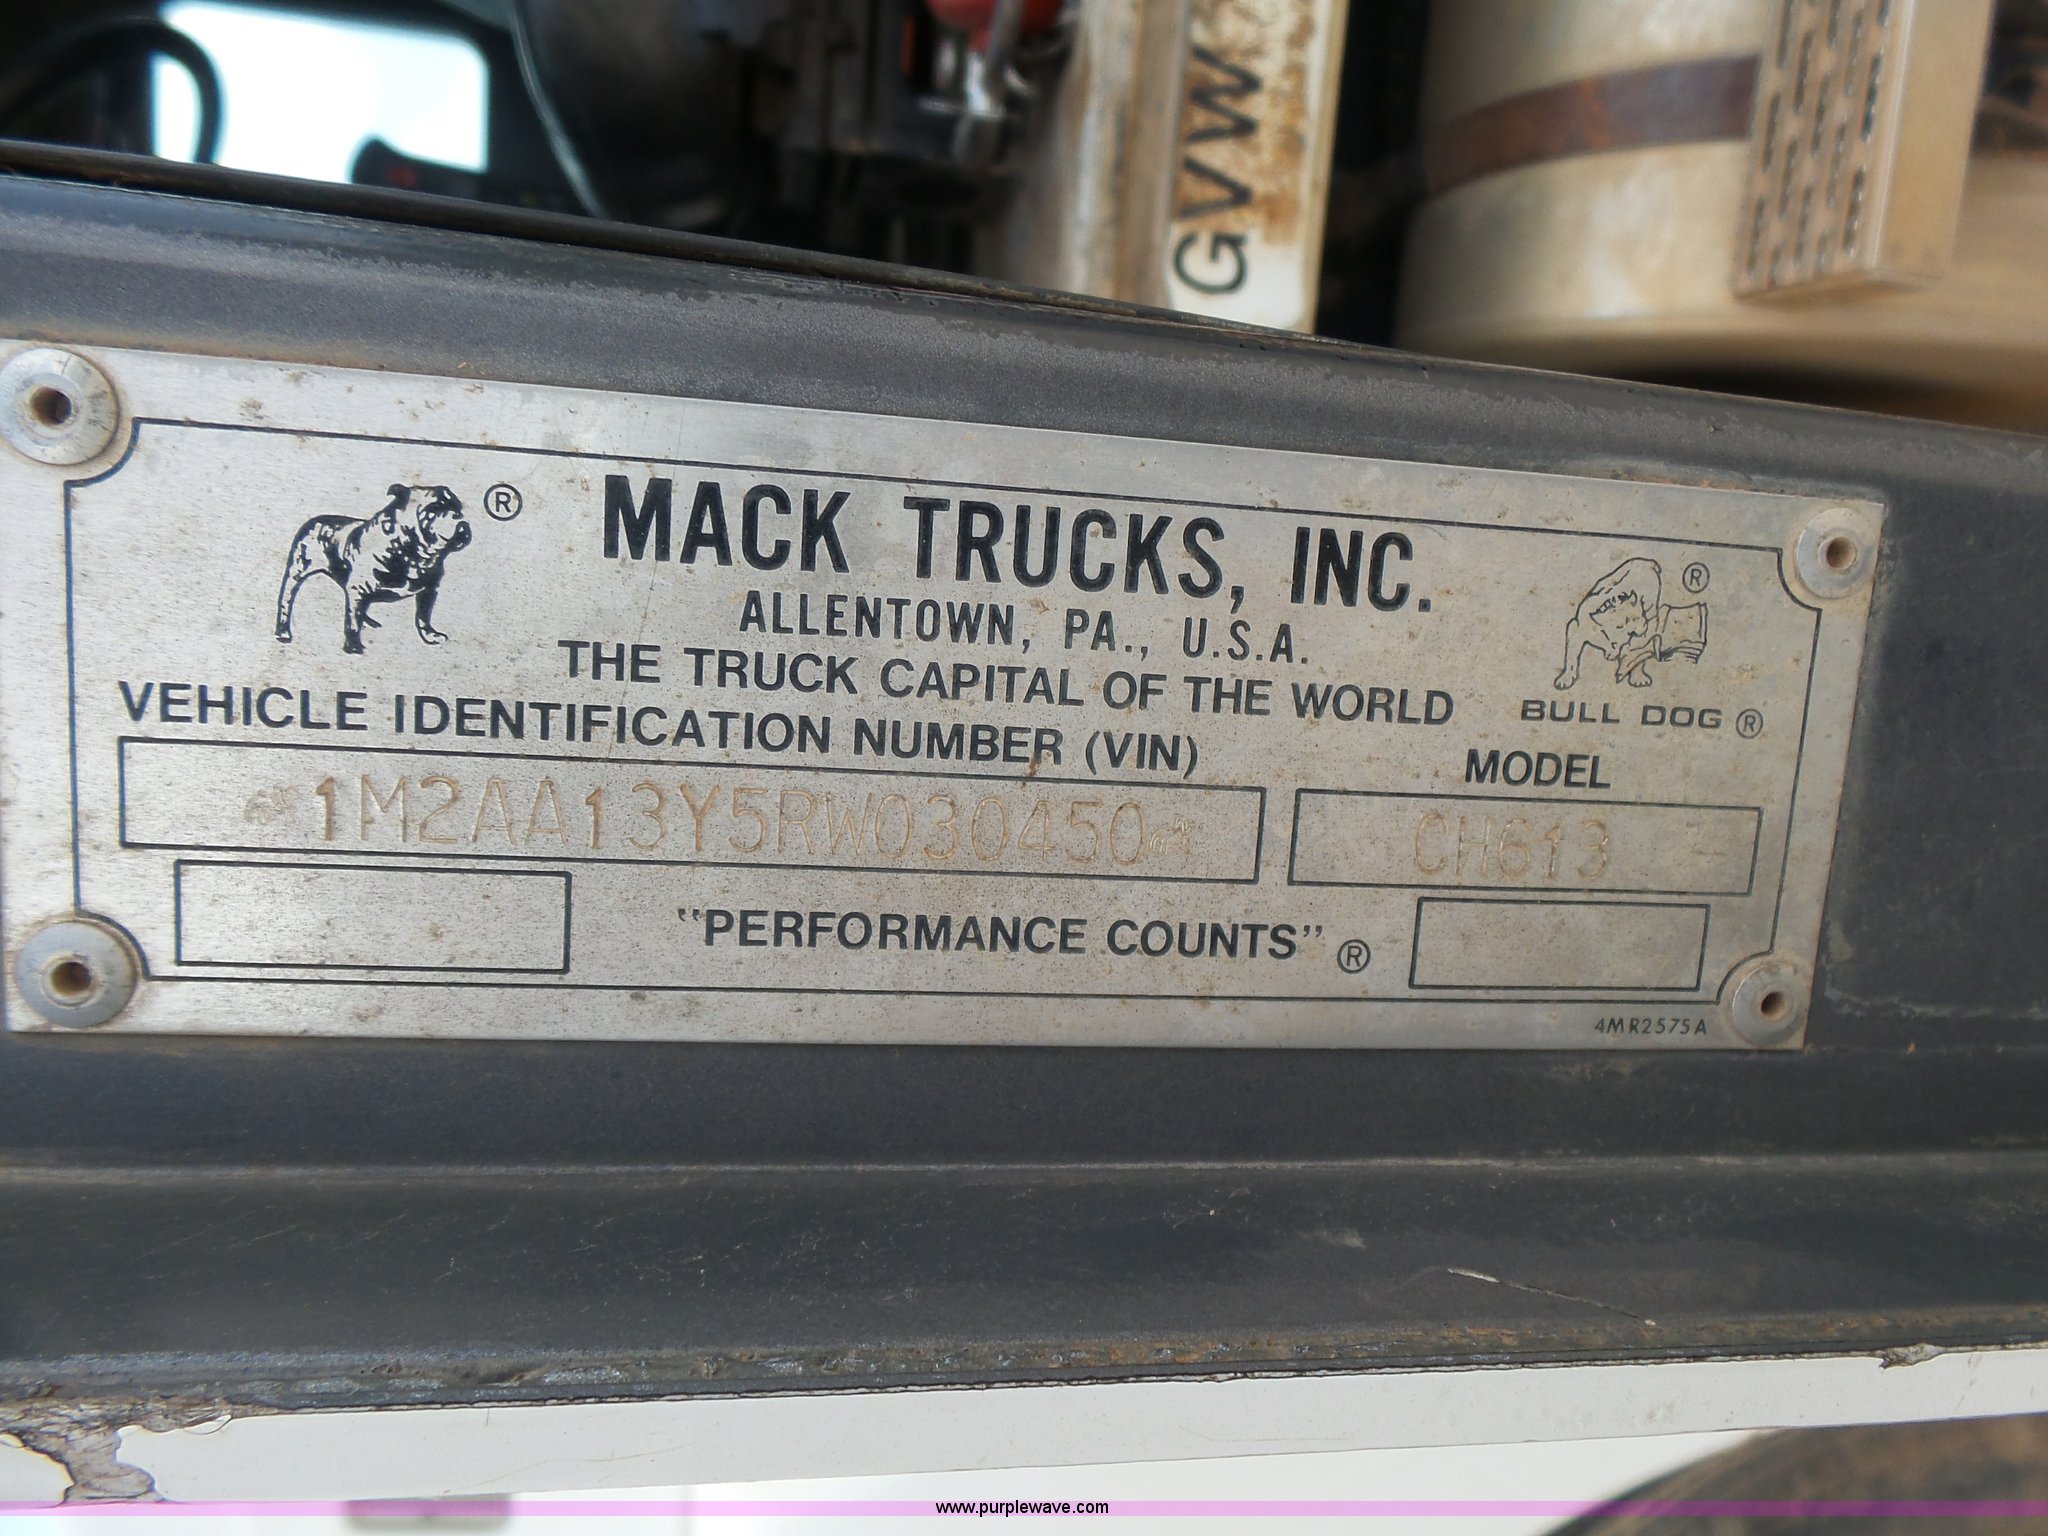 GVW
® MACK TRUCKS, INC. ®
ALLENTOWN, PA., U.S.A.
THE TRUCK CAPITAL OF THE WORLD
BULL DOG ®
VEHICLE IDENTIFICATION NUMBER (VIN)
MODEL
1M2AA13Y5RW030450
CH613
"PERFORMANCE COUNTS" ®
4MR2575A
www.purplewave.com